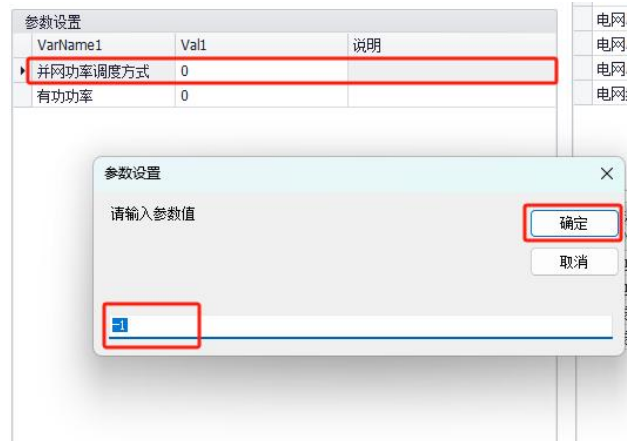 参数设置
VarName1 Val1 说明
并网功率调度方式 0
有功功率 0
电网
电网
电网
电网
参数设置
请输入参数值
确定
取消
-1